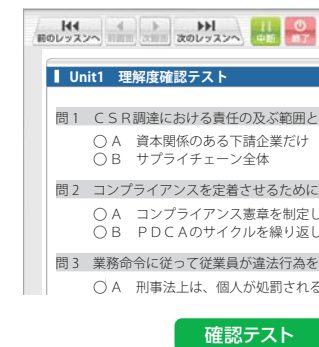 前のレッスンへ 前画面 次画面 次のレッスンへ 中断 終了
Unit1 理解度確認テスト
問1 CSR調達における責任の及ぶ範囲と
○A 資本関係のある下請企業だけ
○B サプライチェーン全体
問2 コンプライアンスを定着させるために
○A コンプライアンス憲章を制定し
○B PDCAのサイクルを繰り返し
問3 業務命令に従って従業員が違法行為を
○A 刑事法上は、個人が処罰される
確認テスト